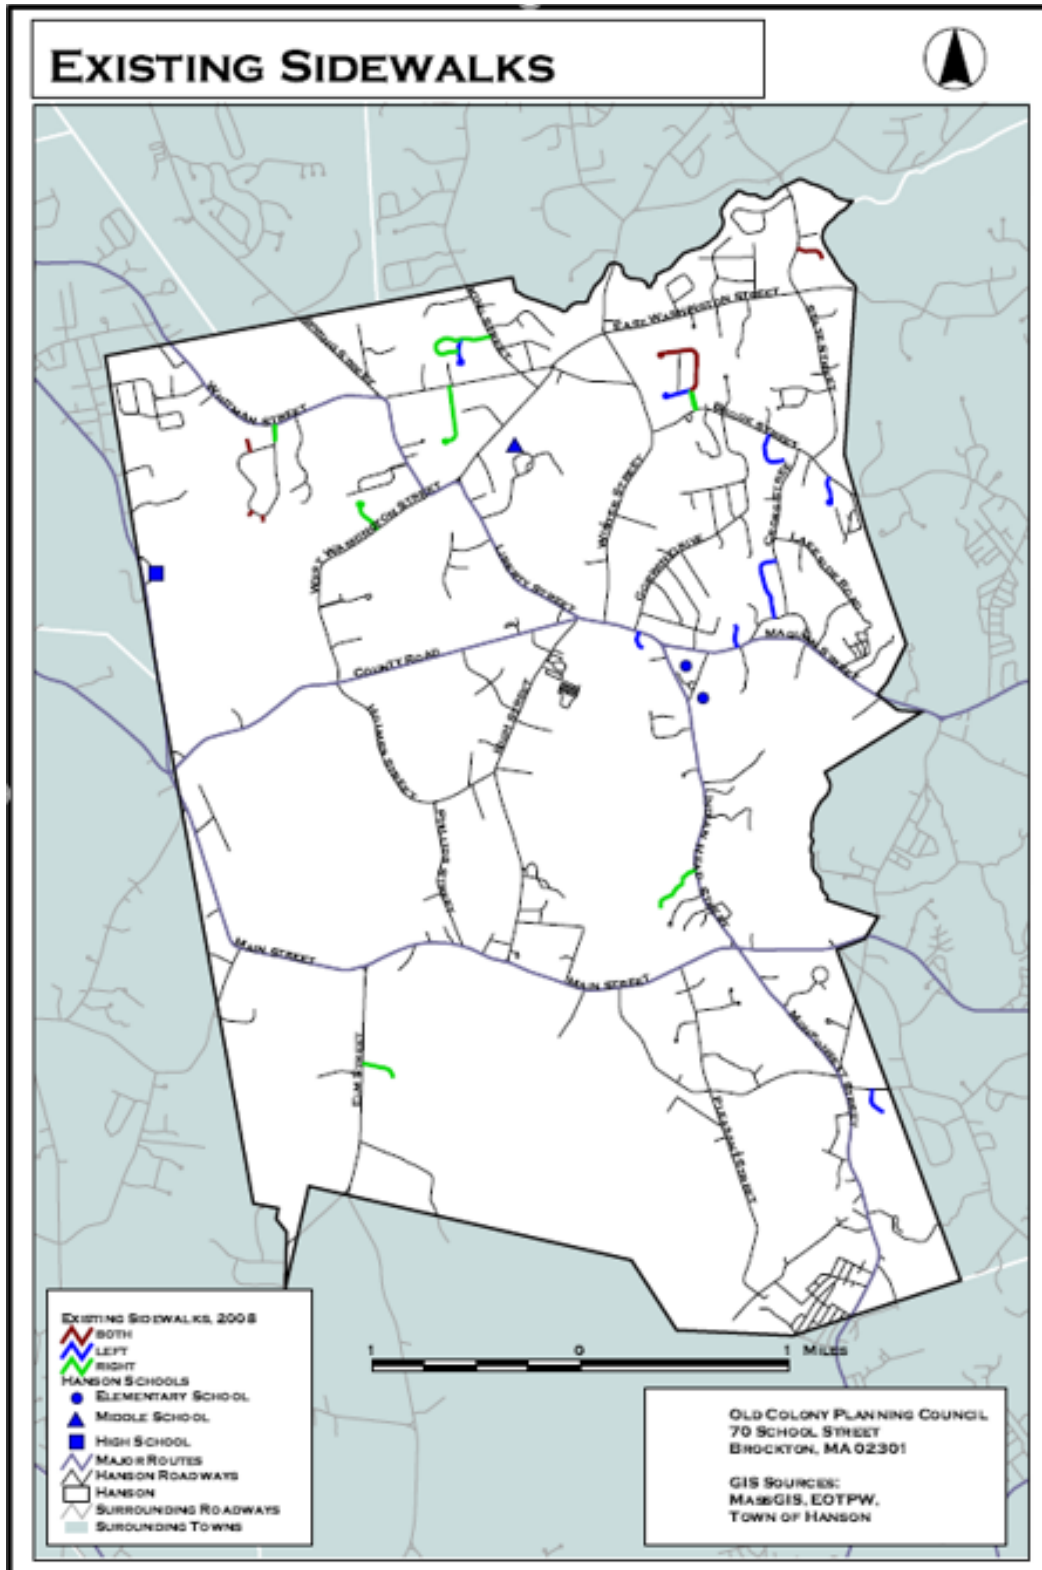 EXISTING SIDEWALKS
EAST WASHINGTON STREET
STATE STREET
WHITMAN STREET
WEST WASHINGTON STREET
WINTER STREET
LIBERTY STREET
LAKESIDE ROAD
MAQUAN STREET
COUNTY ROAD
HIGH STREET
INDIAN HEAD STREET
PHILLIPS STREET
MAIN STREET
MAIN STREET
ELM STREET
MONPONSETT STREET
PLEASANT STREET
EXISTING SIDEWALKS, 2008
BOTH
LEFT
RIGHT
HANSON SCHOOLS
ELEMENTARY SCHOOL
MIDDLE SCHOOL
HIGH SCHOOL
MAJOR ROUTES
HANSON ROADWAYS
HANSON
SURROUNDING ROADWAYS
SUROUNDING TOWNS
1 0 1 MILES
OLD COLONY PLANNING COUNCIL
70 SCHOOL STREET
BROCKTON, MA 02301
GIS SOURCES:
MASSGIS, EOTPW,
TOWN OF HANSON